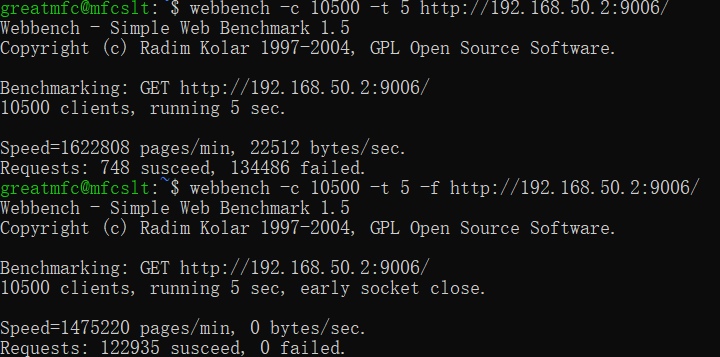 greatmfc@mfcslt:~$ webbench -c 10500 -t 5 http://192.168.50.2:9006/
Webbench - Simple Web Benchmark 1.5
Copyright (c) Radim Kolar 1997-2004, GPL Open Source Software.
Benchmarking: GET http://192.168.50.2:9006/
10500 clients, running 5 sec.
Speed=1622808 pages/min, 22512 bytes/sec.
Requests: 748 susceed, 134486 failed.
greatmfc@mfcslt:~$ webbench -c 10500 -t 5 -f http://192.168.50.2:9006/
Webbench - Simple Web Benchmark 1.5
Copyright (c) Radim Kolar 1997-2004, GPL Open Source Software.
Benchmarking: GET http://192.168.50.2:9006/
10500 clients, running 5 sec, early socket close.
Speed=1475220 pages/min, 0 bytes/sec.
Requests: 122935 susceed, 0 failed.